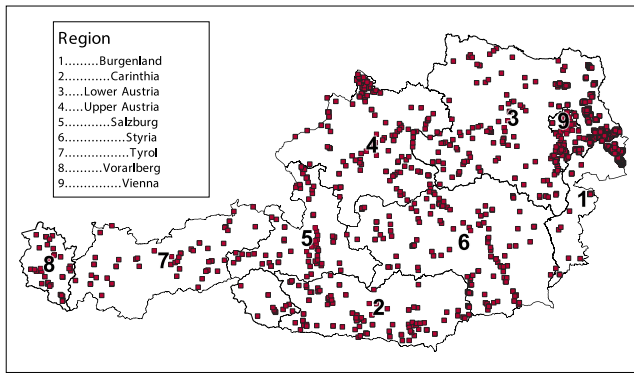 Region
1.........Burgenland
2............Carinthia
3.....Lower Austria
4.....Upper Austria
5............Salzburg
6................Styria
7.................Tyrol
8..........Vorarlberg
9...............Vienna
3
9
4
1
5
6
7
8
2